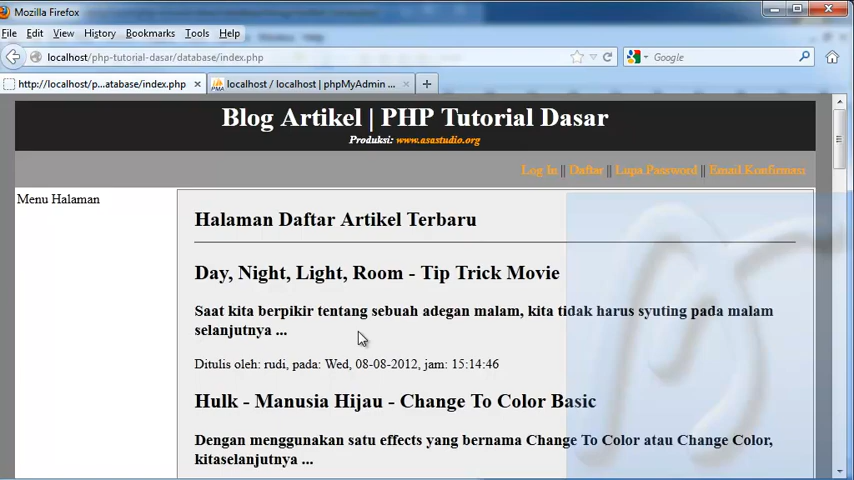 Mozilla Firefox
File Edit View History Bookmarks Tools Help
localhost/php-tutorial-dasar/database/index.php
Google
http://localhost/p...atabase/index.php
localhost / localhost | phpMyAdmin ...
Blog Artikel | PHP Tutorial Dasar
Produksi: www.asastudio.org
Log In || Daftar || Lupa Password || Email Konfirmasi
Menu Halaman
Halaman Daftar Artikel Terbaru
Day, Night, Light, Room - Tip Trick Movie
Saat kita berpikir tentang sebuah adegan malam, kita tidak harus syuting pada malam
selanjutnya ...
Ditulis oleh: rudi, pada: Wed, 08-08-2012, jam: 15:14:46
Hulk - Manusia Hijau - Change To Color Basic
Dengan menggunakan satu effects yang bernama Change To Color atau Change Color,
kitaselanjutnya ...